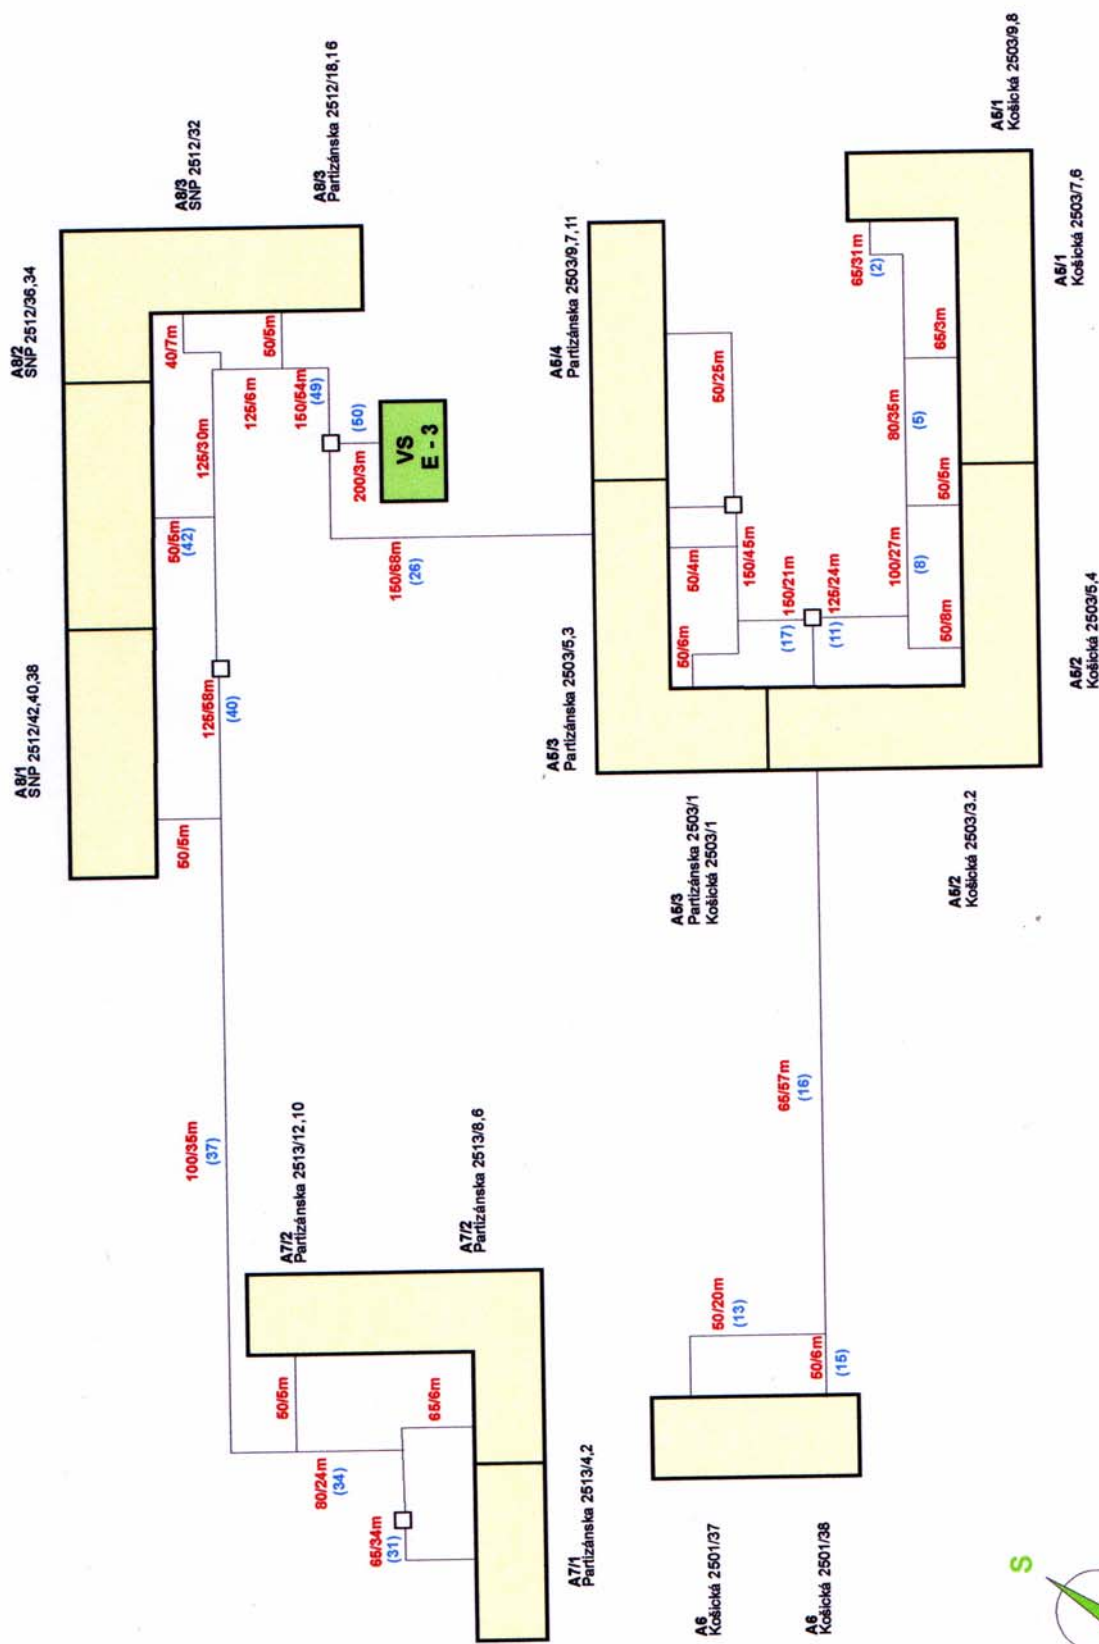 A8/1
SNP 2512/42,40,38
A8/2
SNP 2512/36,34
A8/3
SNP 2512/32
A8/3
Partizánska 2512/18,16
50/5m
125/58m
(40)
50/5m
(42)
125/30m
40/7m
125/6m
50/5m
150/54m
(49)
200/3m
(50)
VS
E - 3
150/68m
(26)
100/35m
(37)
A7/2
Partizánska 2513/12,10
A7/2
Partizánska 2513/8,6
50/5m
80/24m
(34)
65/6m
65/34m
(31)
A7/1
Partizánska 2513/4,2
A5/3
Partizánska 2503/5,3
A5/4
Partizánska 2503/9,7,11
50/6m
50/4m
150/45m
50/25m
150/21m
(17)
125/24m
(11)
A5/3
Partizánska 2503/1
Košická 2503/1
65/31m
(2)
65/3m
80/35m
(5)
50/5m
100/27m
(8)
50/8m
A5/1
Košická 2503/9,8
A5/1
Košická 2503/7,6
A5/2
Košická 2503/5,4
A5/2
Košická 2503/3.2
65/57m
(16)
50/20m
(13)
50/6m
(15)
A6
Košická 2501/37
A6
Košická 2501/38
S